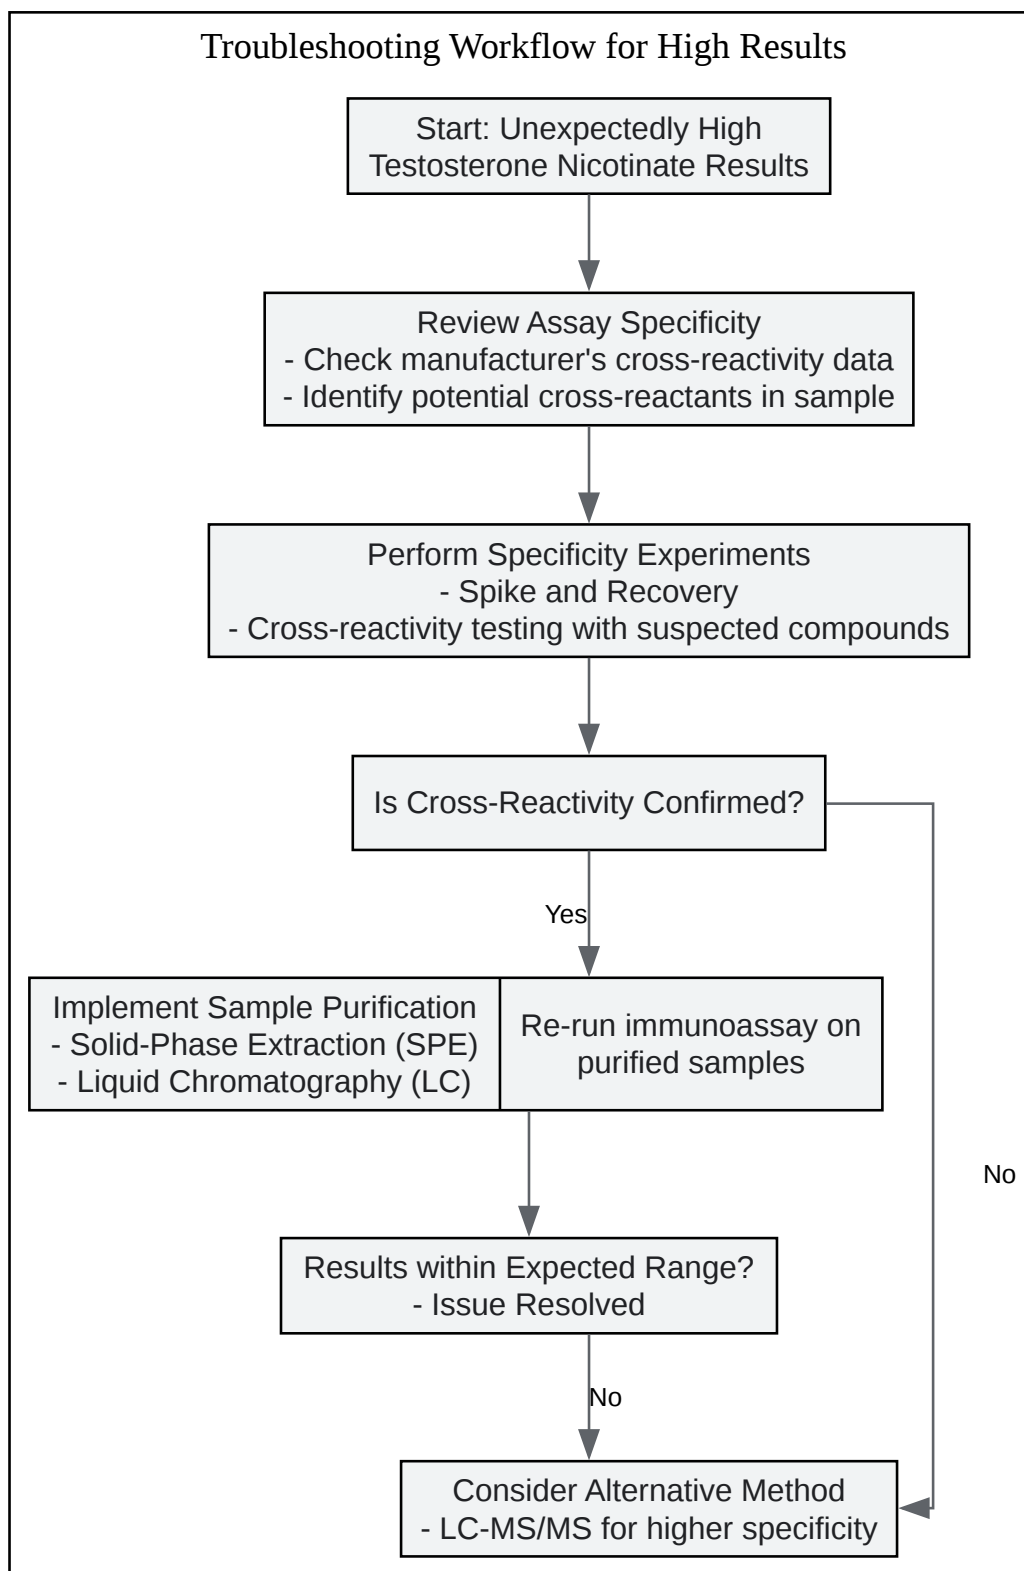 Troubleshooting Workflow for High Results
Start: Unexpectedly High
Testosterone Nicotinate Results
Review Assay Specificity
- Check manufacturer's cross-reactivity data
- Identify potential cross-reactants in sample
Perform Specificity Experiments
- Spike and Recovery
- Cross-reactivity testing with suspected compounds
Is Cross-Reactivity Confirmed?
Yes
Implement Sample Purification
- Solid-Phase Extraction (SPE)
- Liquid Chromatography (LC)
Re-run immunoassay on
purified samples
No
Results within Expected Range?
- Issue Resolved
No
Consider Alternative Method
- LC-MS/MS for higher specificity